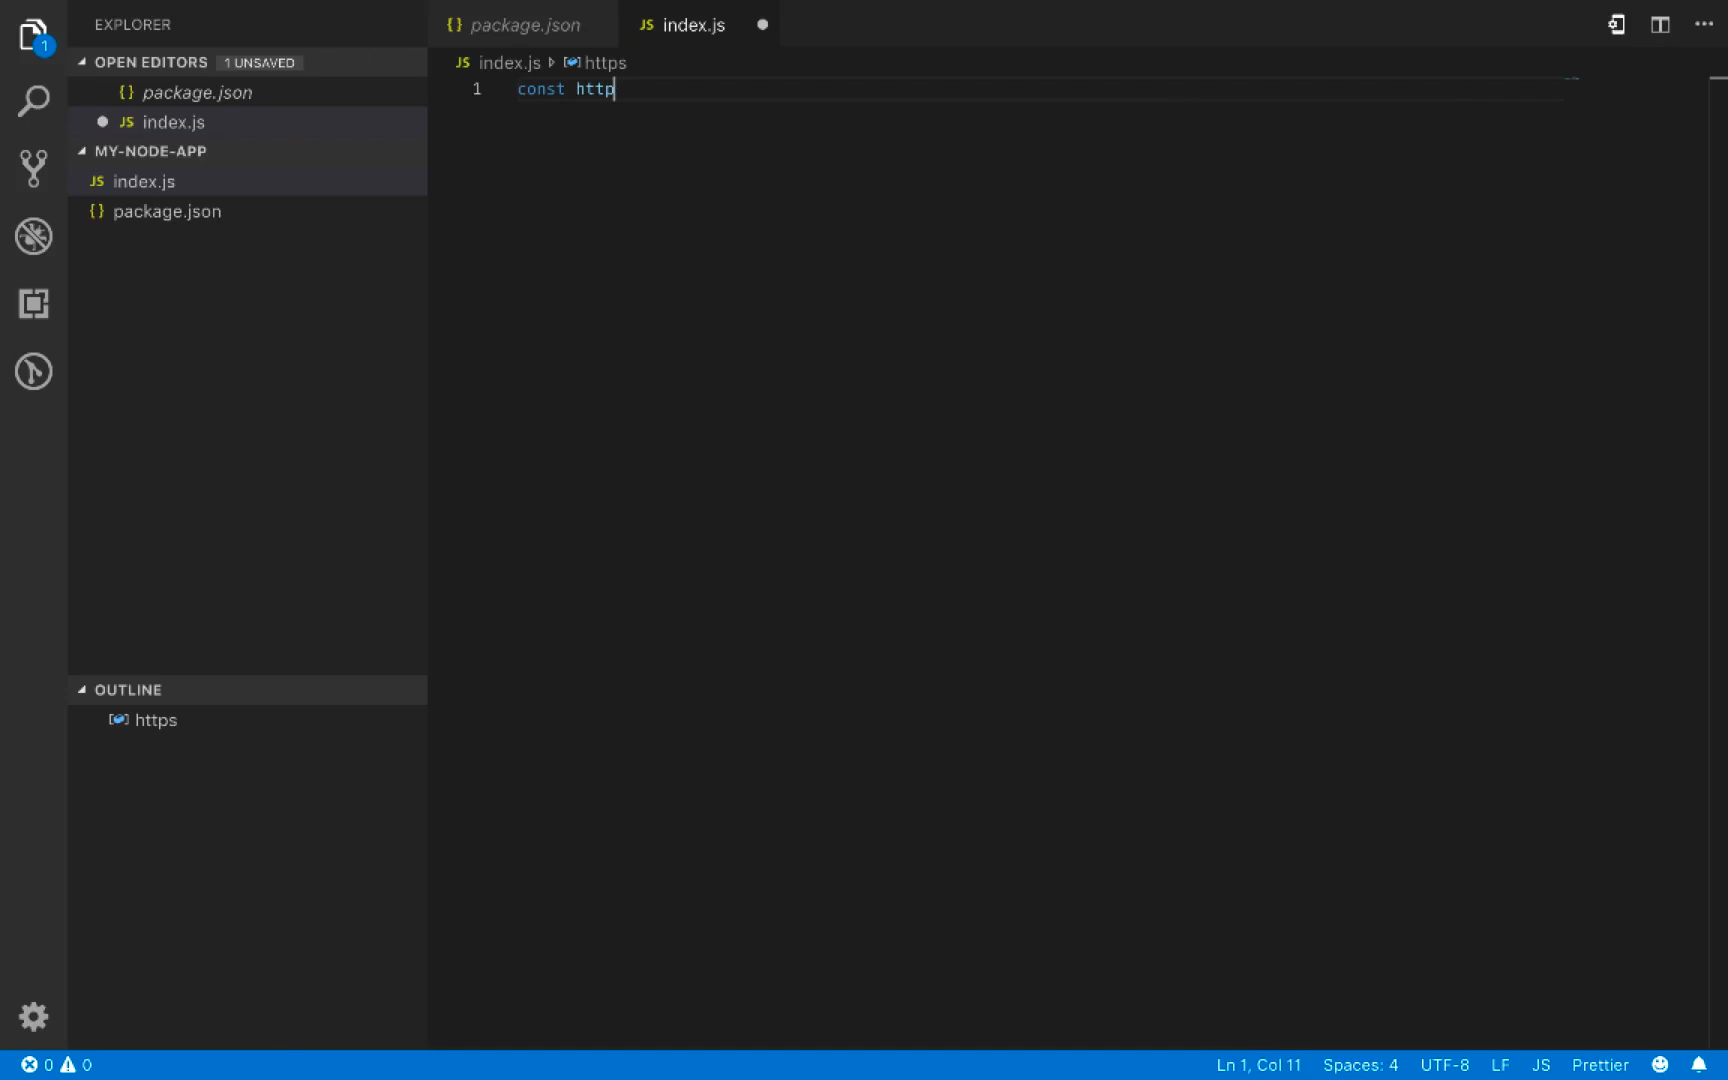 EXPLORER
1
OPEN EDITORS 1 UNSAVED
{} package.json
JS index.js
MY-NODE-APP
JS index.js
{} package.json
OUTLINE
https
{} package.json
JS index.js
JS index.js https
1 const http
0 0
Ln 1, Col 11 Spaces: 4 UTF-8 LF JS Prettier